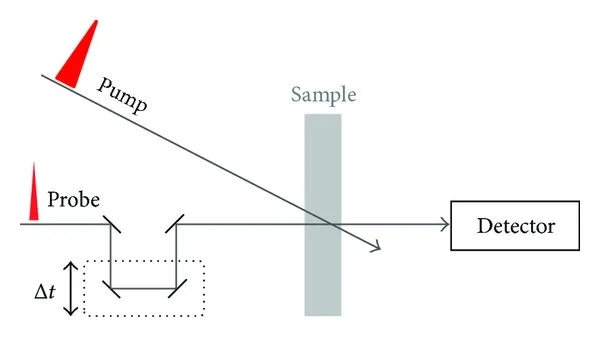 Pump
Sample
Probe
Detector
Δt